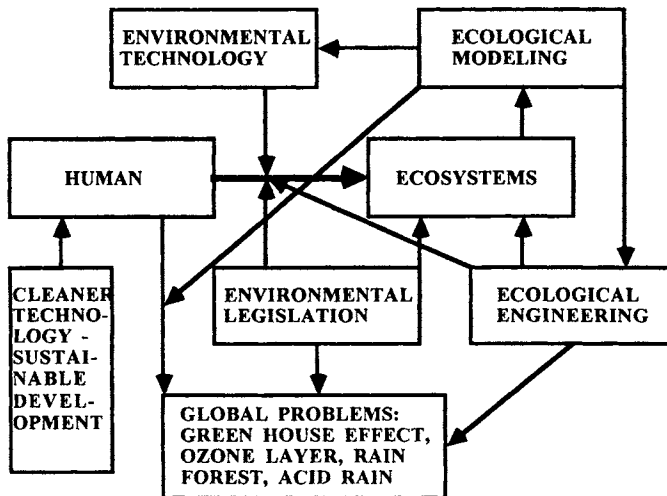 ENVIRONMENTAL
TECHNOLOGY
ECOLOGICAL
MODELING
HUMAN
ECOSYSTEMS
CLEANER
TECHNO-
LOGY -
SUSTAI-
NABLE
DEVEL-
OPMENT
ENVIRONMENTAL
LEGISLATION
ECOLOGICAL
ENGINEERING
GLOBAL PROBLEMS:
GREEN HOUSE EFFECT,
OZONE LAYER, RAIN
FOREST, ACID RAIN